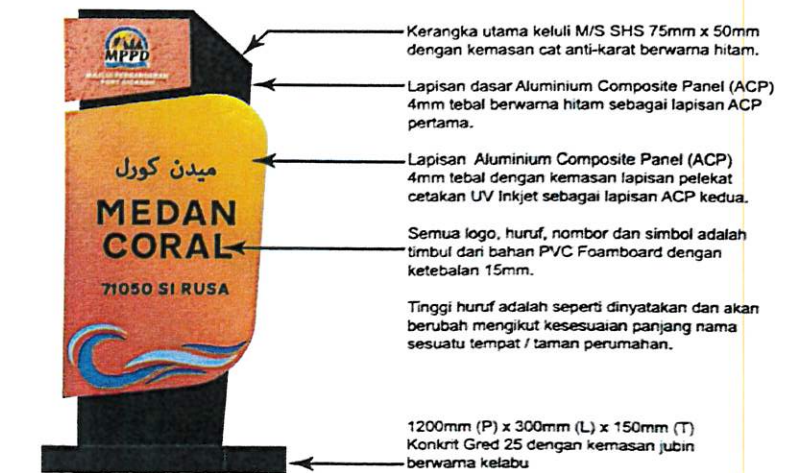 MPPD
MAJLIS PERBANDARAN
PORT DICKSON
ميدن كورل
MEDAN
CORAL
71050 SI RUSA
Kerangka utama keluli M/S SHS 75mm x 50mm
dengan kemasan cat anti-karat berwarna hitam.
Lapisan dasar Aluminium Composite Panel (ACP)
4mm tebal berwarna hitam sebagai lapisan ACP
pertama.
Lapisan Aluminium Composite Panel (ACP)
4mm tebal dengan kemasan lapisan pelekat
cetakan UV Inkjet sebagai lapisan ACP kedua.
Semua logo, huruf, nombor dan simbol adalah
timbul dari bahan PVC Foamboard dengan
ketebalan 15mm.
Tinggi huruf adalah seperti dinyatakan dan akan
berubah mengikut kesesuaian panjang nama
sesuatu tempat / taman perumahan.
1200mm (P) x 300mm (L) x 150mm (T)
Konkrit Gred 25 dengan kemasan jubin
berwarna kelabu